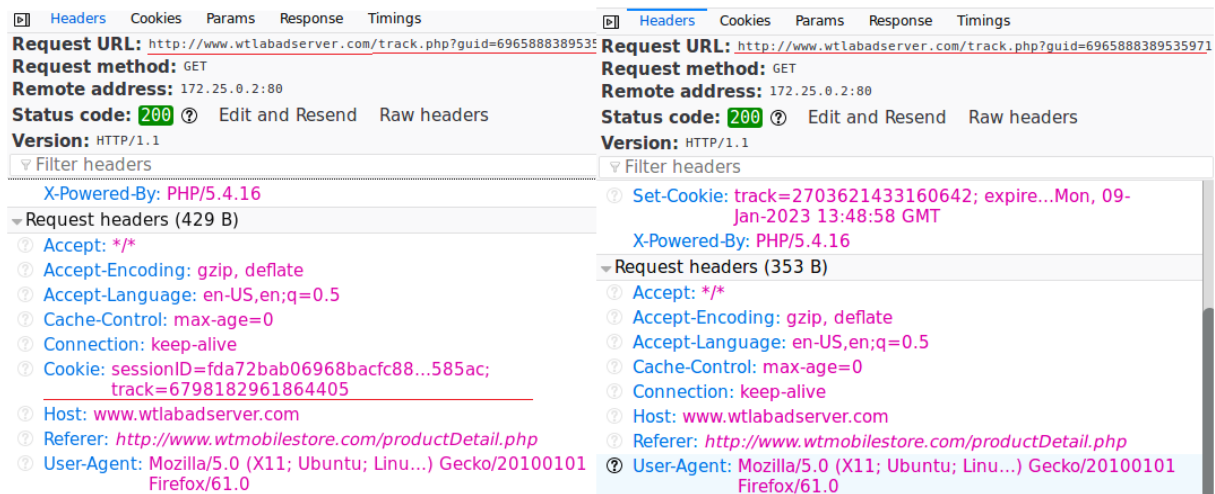 Headers Cookies Params Response Timings
Request URL: http://www.wtlabadserver.com/track.php?guid=6965888389535
Request method: GET
Remote address: 172.25.0.2:80
Status code: 200 ? Edit and Resend Raw headers
Version: HTTP/1.1
Filter headers
X-Powered-By: PHP/5.4.16
Request headers (429 B)
? Accept: */*
? Accept-Encoding: gzip, deflate
? Accept-Language: en-US,en;q=0.5
? Cache-Control: max-age=0
? Connection: keep-alive
? Cookie: sessionID=fda72bab06968bacfc88...585ac;
track=6798182961864405
? Host: www.wtlabadserver.com
? Referer: http://www.wtmobilestore.com/productDetail.php
? User-Agent: Mozilla/5.0 (X11; Ubuntu; Linu...) Gecko/20100101
Firefox/61.0
Headers Cookies Params Response Timings
Request URL: http://www.wtlabadserver.com/track.php?guid=6965888389535971
Request method: GET
Remote address: 172.25.0.2:80
Status code: 200 ? Edit and Resend Raw headers
Version: HTTP/1.1
Filter headers
? Set-Cookie: track=2703621433160642; expire...Mon, 09-
Jan-2023 13:48:58 GMT
X-Powered-By: PHP/5.4.16
Request headers (353 B)
? Accept: */*
? Accept-Encoding: gzip, deflate
? Accept-Language: en-US,en;q=0.5
? Cache-Control: max-age=0
? Connection: keep-alive
? Host: www.wtlabadserver.com
? Referer: http://www.wtmobilestore.com/productDetail.php
? User-Agent: Mozilla/5.0 (X11; Ubuntu; Linu...) Gecko/20100101
Firefox/61.0